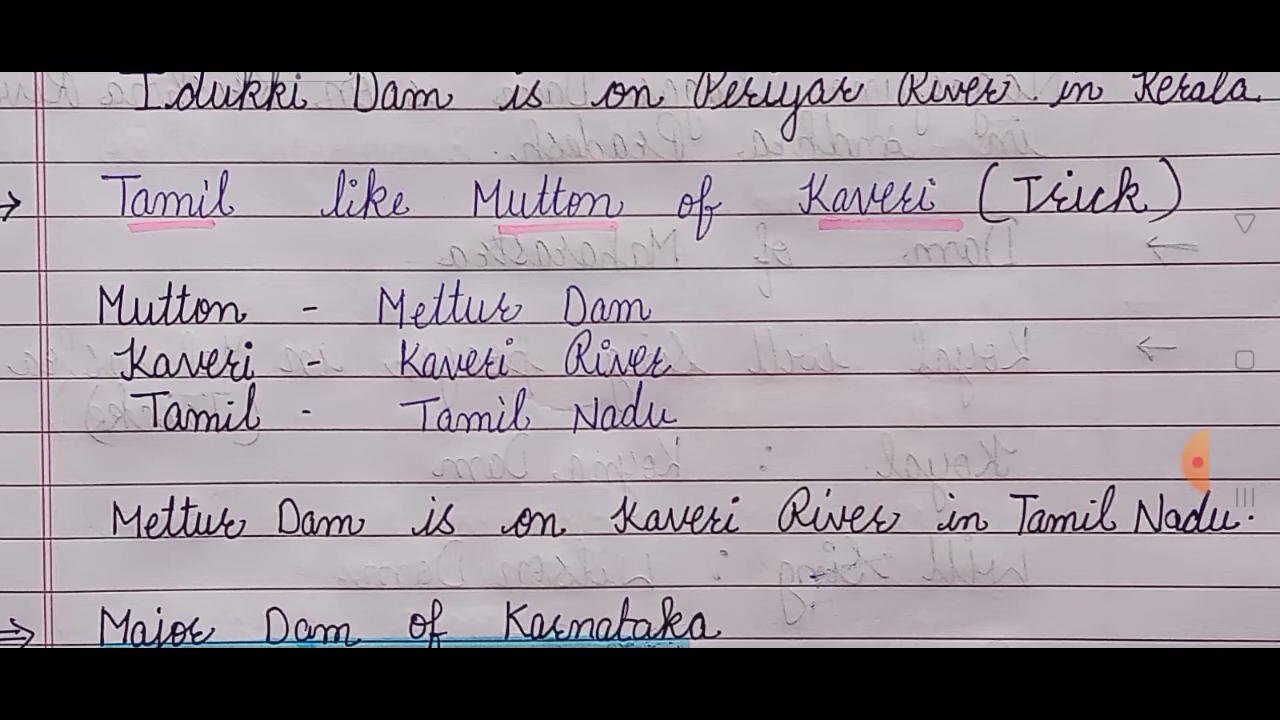 Idukki Dam is on Periyar River in Kerala.
→ Tamil like Mutton of Kaveri (Trick)
Mutton - Mettur Dam
Kaveri - Kaveri River
Tamil - Tamil Nadu
Mettur Dam is on Kaveri River in Tamil Nadu.
⇒ Major Dam of Karnataka